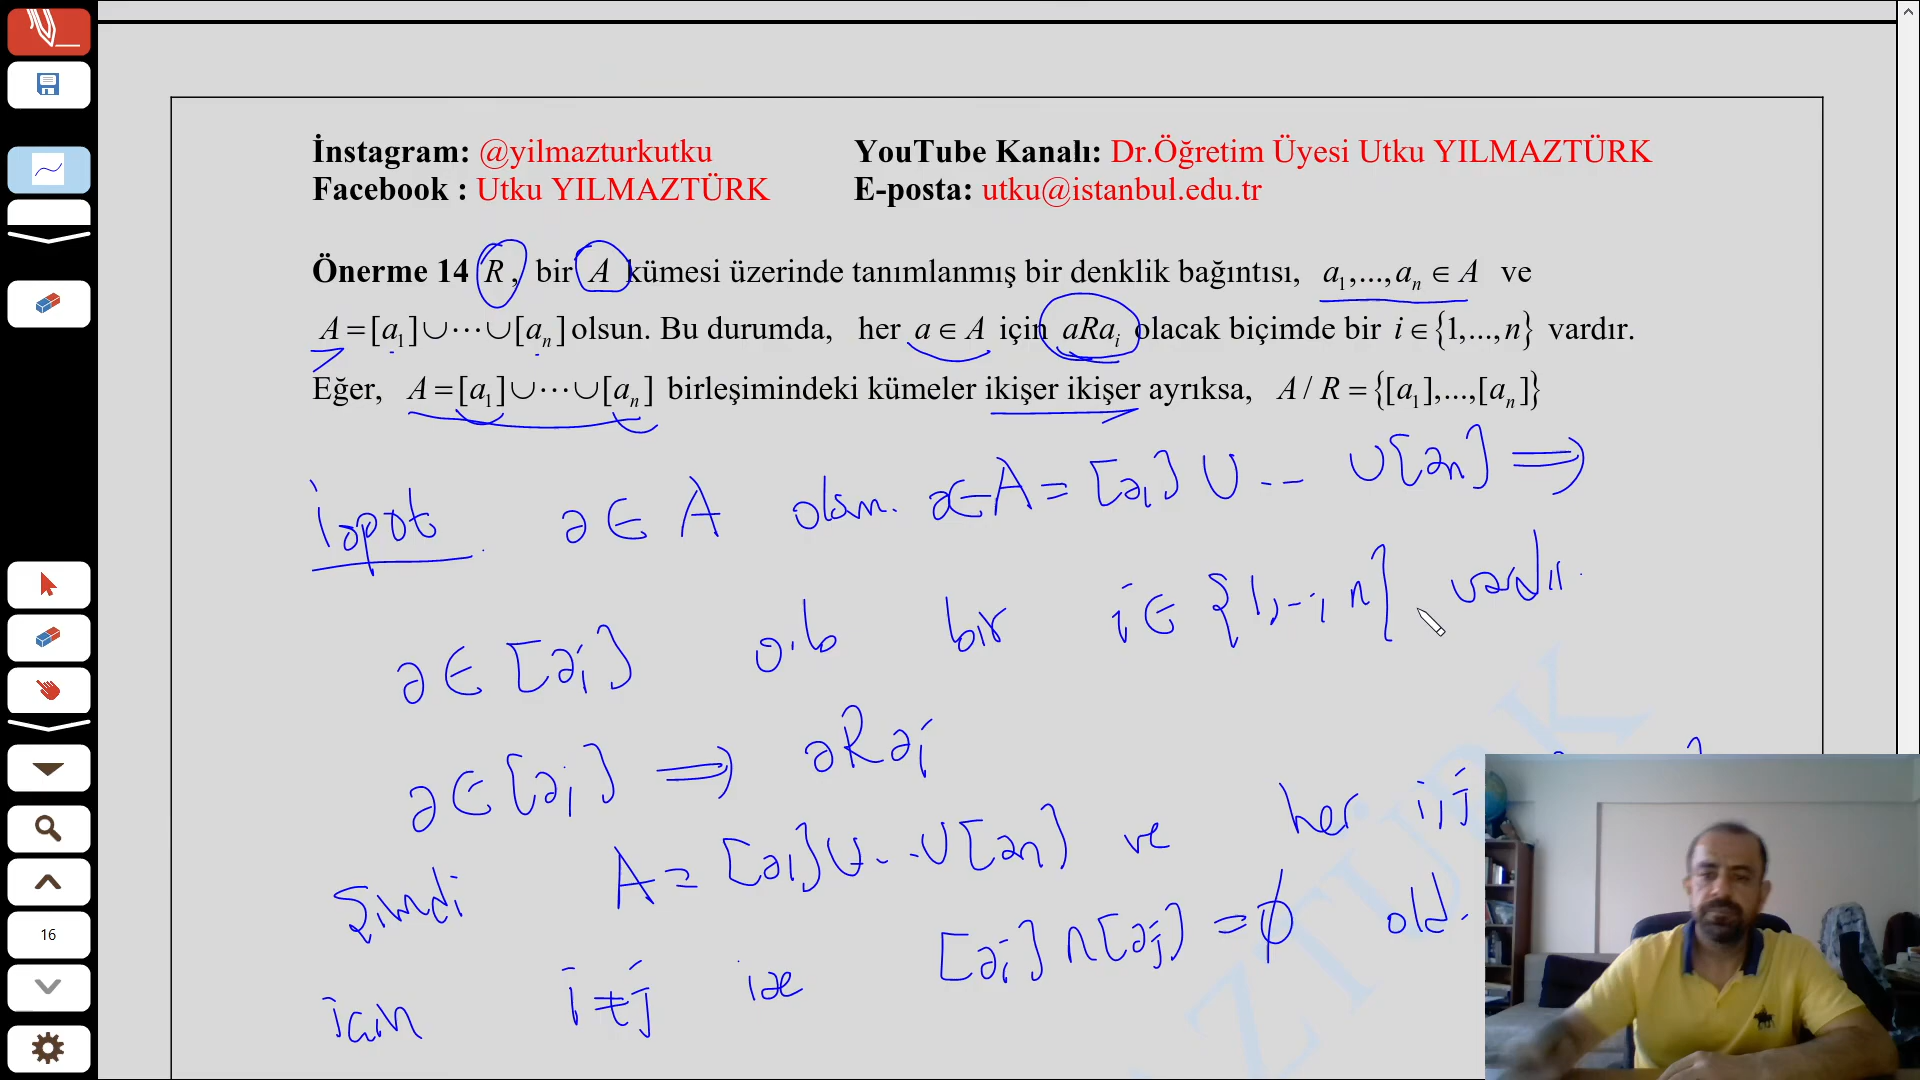 İnstagram: @yilmazturkutku YouTube Kanalı: Dr.Öğretim Üyesi Utku YILMAZTÜRK
Facebook : Utku YILMAZTÜRK E-posta: utku@istanbul.edu.tr
Önerme 14 R, bir A kümesi üzerinde tanımlanmış bir denklik bağıntısı, a₁,...,aₙ ∈ A ve
A = [a₁]∪⋯∪[aₙ] olsun. Bu durumda, her a ∈ A için aRaᵢ olacak biçimde bir i ∈ {1,...,n} vardır.
Eğer, A = [a₁]∪⋯∪[aₙ] birleşimindeki kümeler ikişer ikişer ayrıksa, A / R = {[a₁],...,[aₙ]}
İspat a ∈ A olsun. a ∈ A = [a₁] ∪ ... ∪ [aₙ] ⟹
a ∈ [aᵢ] o.b bir i ∈ {1,...,n} vardır.
a ∈ [aᵢ] ⟹ aRaᵢ
Şimdi A = [a₁] ∪ ... ∪ [aₙ] ve her i,j
için i ≠ j ise [aᵢ] ∩ [aⱼ] = ∅ old.
16